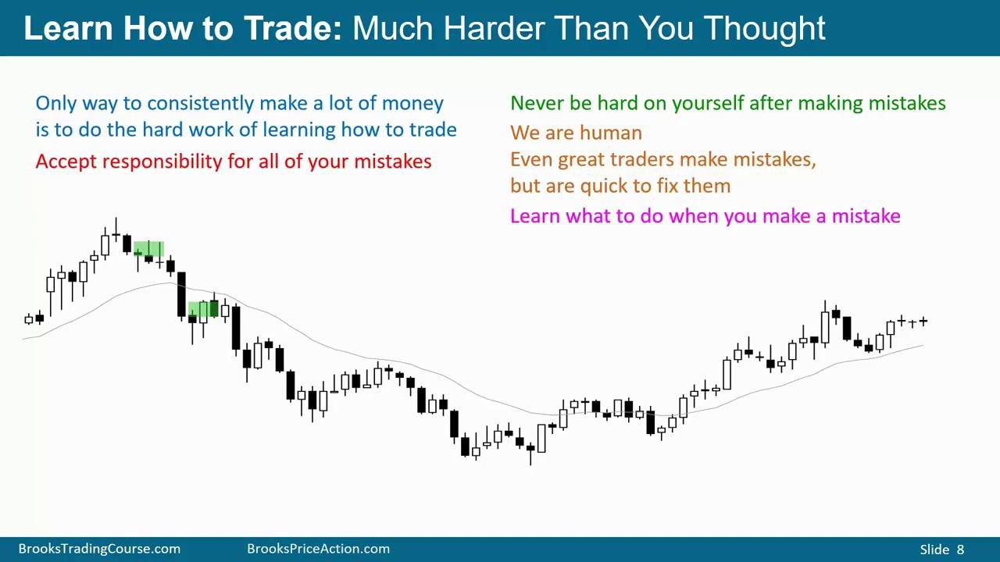 Learn How to Trade: Much Harder Than You Thought
Only way to consistently make a lot of money
is to do the hard work of learning how to trade
Accept responsibility for all of your mistakes
Never be hard on yourself after making mistakes
We are human
Even great traders make mistakes,
but are quick to fix them
Learn what to do when you make a mistake
BrooksTradingCourse.com
BrooksPriceAction.com
Slide 8